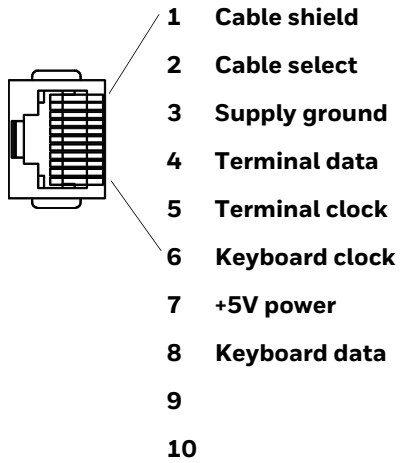 1 Cable shield
2 Cable select
3 Supply ground
4 Terminal data
5 Terminal clock
6 Keyboard clock
7 +5V power
8 Keyboard data
9
10